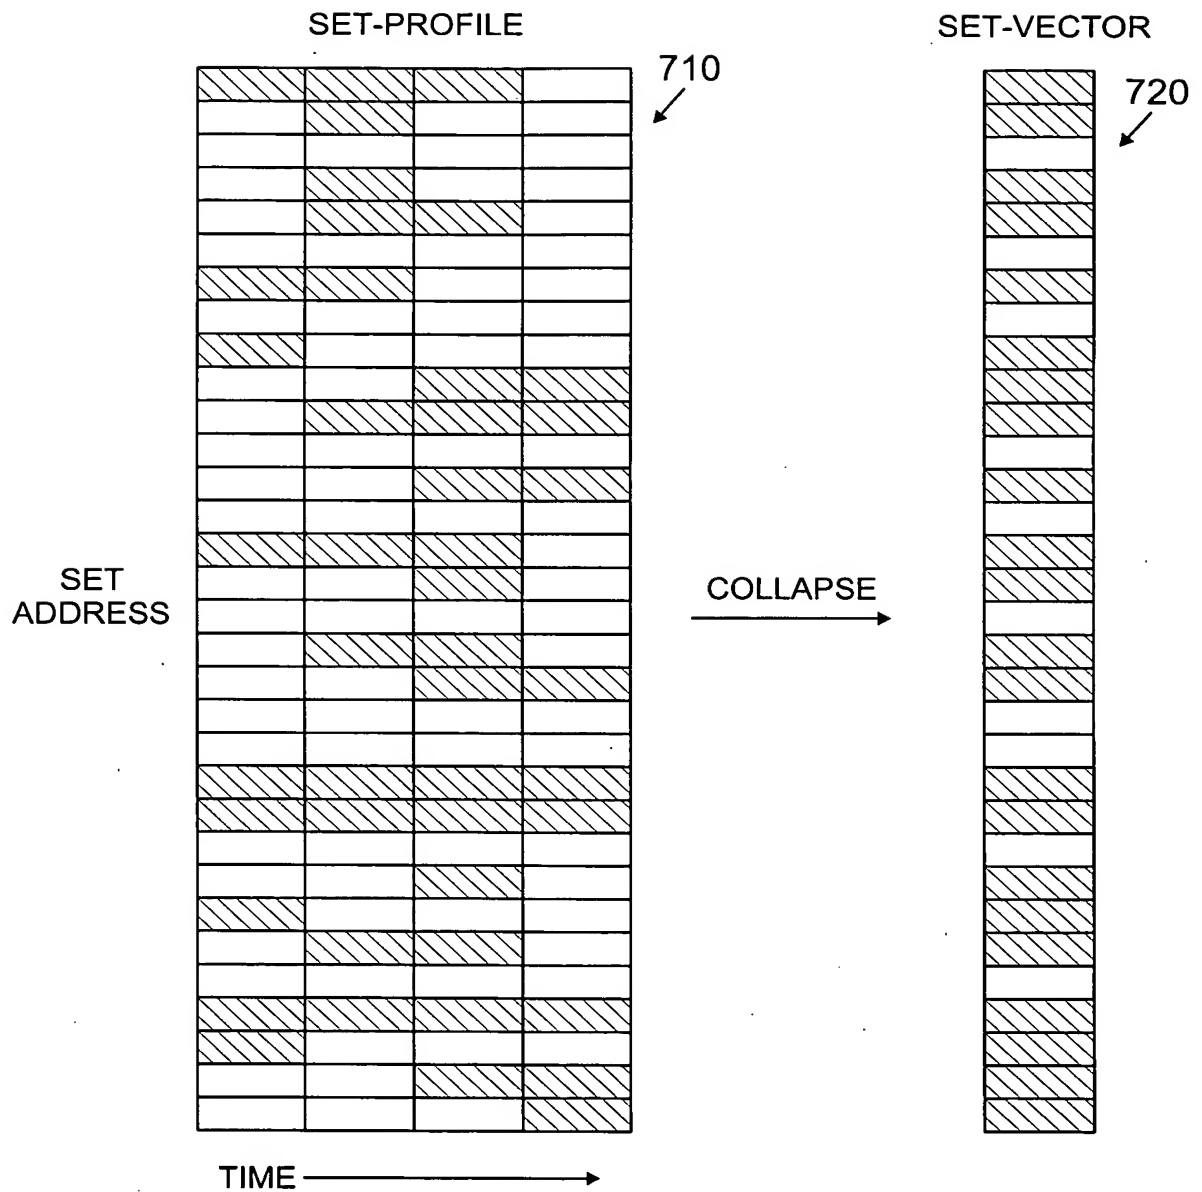 SET-PROFILE
SET-VECTOR
710
720
SET
ADDRESS
COLLAPSE
TIME